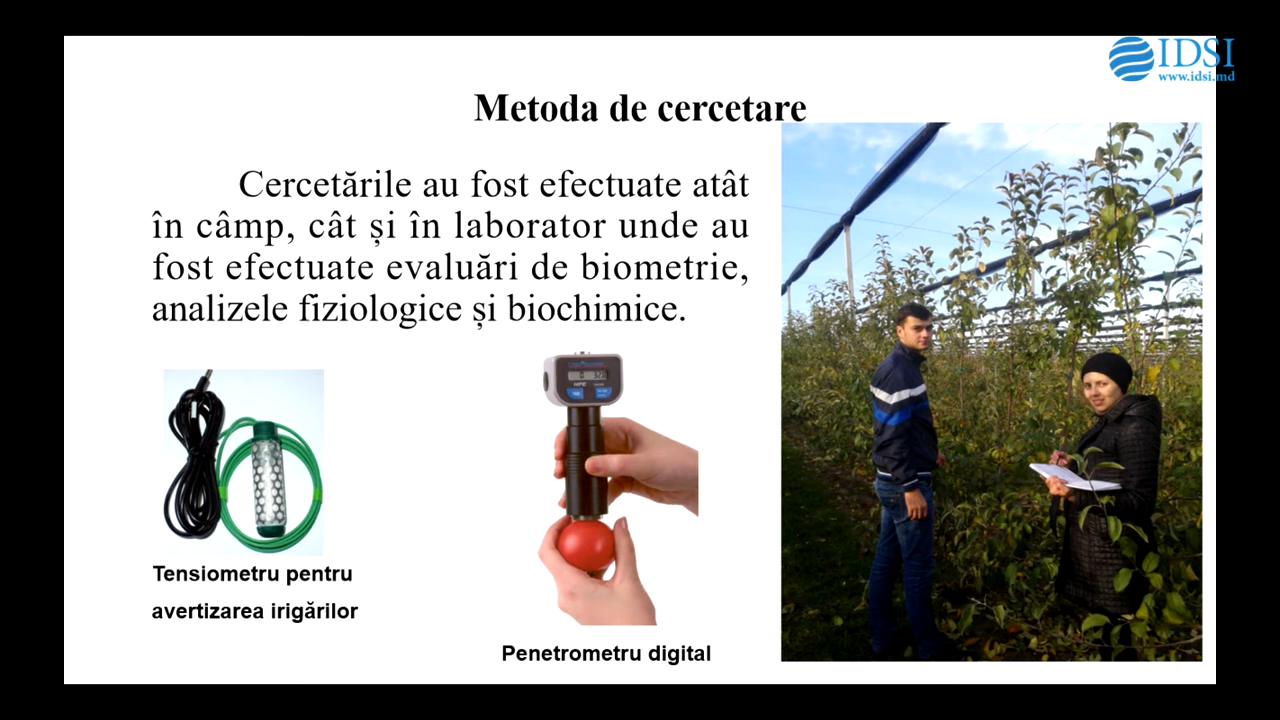 IDSI
www.idsi.md
Metoda de cercetare
Cercetările au fost efectuate atât
în câmp, cât și în laborator unde au
fost efectuate evaluări de biometrie,
analizele fiziologice și biochimice.
Tensiometru pentru
avertizarea irigărilor
Penetrometru digital